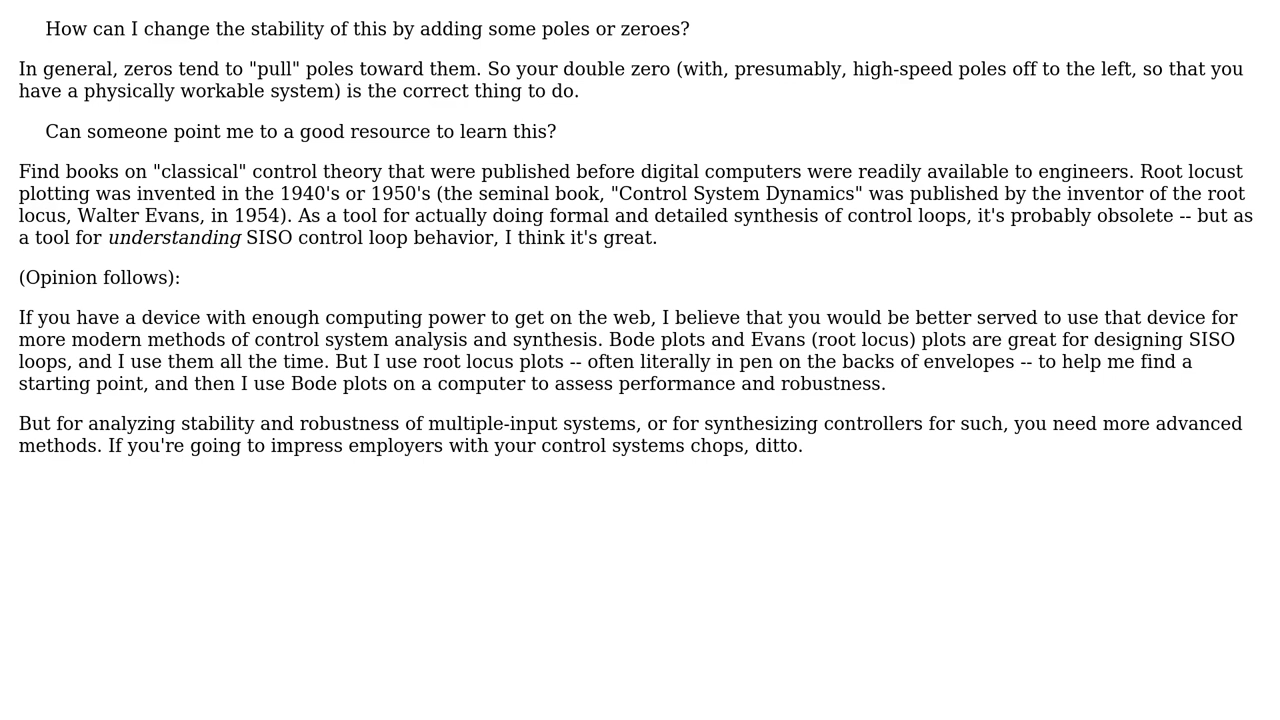 How can I change the stability of this by adding some poles or zeroes?
In general, zeros tend to "pull" poles toward them. So your double zero (with, presumably, high-speed poles off to the left, so that you
have a physically workable system) is the correct thing to do.
Can someone point me to a good resource to learn this?
Find books on "classical" control theory that were published before digital computers were readily available to engineers. Root locust
plotting was invented in the 1940's or 1950's (the seminal book, "Control System Dynamics" was published by the inventor of the root
locus, Walter Evans, in 1954). As a tool for actually doing formal and detailed synthesis of control loops, it's probably obsolete -- but as
a tool for understanding SISO control loop behavior, I think it's great.
(Opinion follows):
If you have a device with enough computing power to get on the web, I believe that you would be better served to use that device for
more modern methods of control system analysis and synthesis. Bode plots and Evans (root locus) plots are great for designing SISO
loops, and I use them all the time. But I use root locus plots -- often literally in pen on the backs of envelopes -- to help me find a
starting point, and then I use Bode plots on a computer to assess performance and robustness.
But for analyzing stability and robustness of multiple-input systems, or for synthesizing controllers for such, you need more advanced
methods. If you're going to impress employers with your control systems chops, ditto.